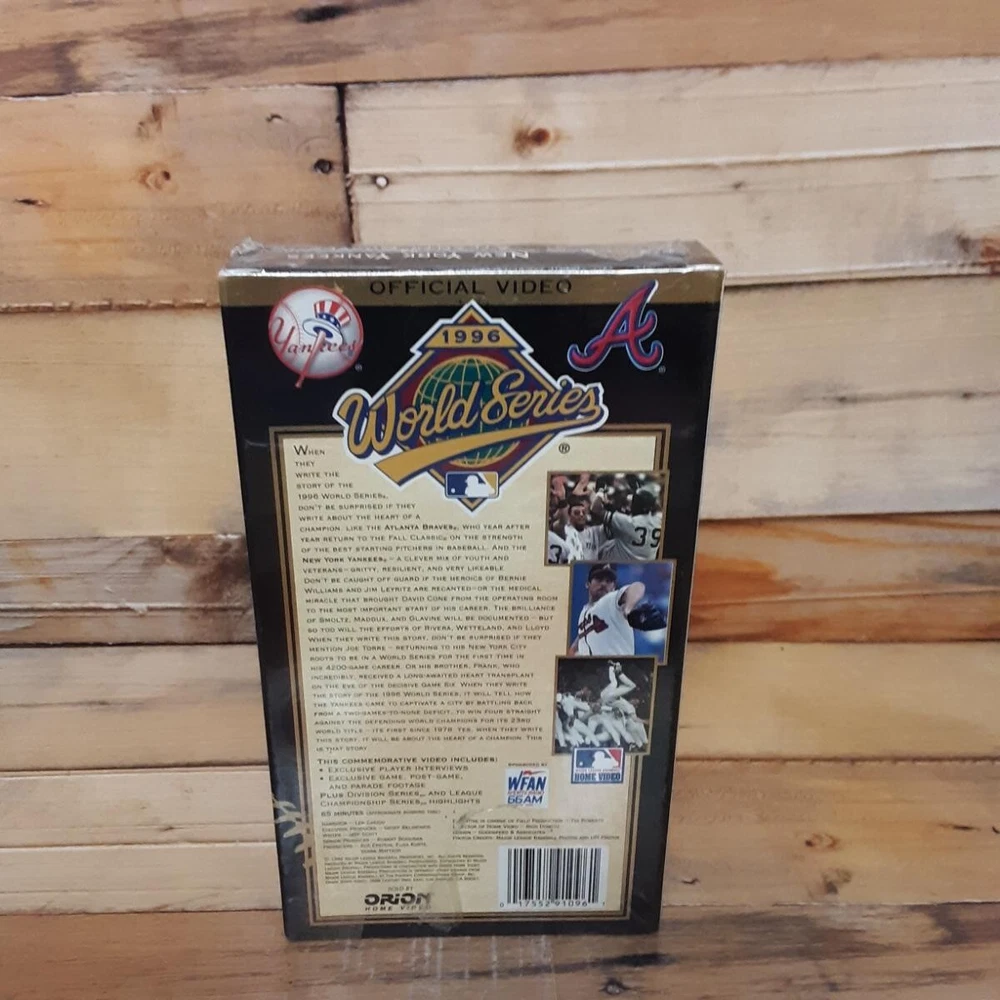 NEW YORK YANKEES
OFFICIAL VIDEO
Yankees
A
1996
World Series
®
WHEN
THEY
WRITE THE
STORY OF THE
1996 WORLD SERIES,
DON'T BE SURPRISED IF THEY
WRITE ABOUT THE HEART OF A
CHAMPION. LIKE THE ATLANTA BRAVES, WHO YEAR AFTER
YEAR RETURN TO THE FALL CLASSIC ON THE STRENGTH
OF THE BEST STARTING PITCHERS IN BASEBALL. AND THE
NEW YORK YANKEES – A CLEVER MIX OF YOUTH AND
VETERANS – GRITTY, RESILIENT, AND VERY LIKEABLE.
DON'T BE CAUGHT OFF GUARD IF THE HEROICS OF BERNIE
WILLIAMS AND JIM LEYRITZ ARE RECANTED – OR THE MEDICAL
MIRACLE THAT BROUGHT DAVID CONE FROM THE OPERATING ROOM
TO THE MOST IMPORTANT START OF HIS CAREER. THE BRILLIANCE
OF SMOLTZ, MADDUX, AND GLAVINE WILL BE DOCUMENTED – BUT
SO TOO WILL THE EFFORTS OF RIVERA, WETTELAND, AND LLOYD.
WHEN THEY WRITE THIS STORY, DON'T BE SURPRISED IF THEY
MENTION JOE TORRE – RETURNING TO HIS NEW YORK CITY
ROOTS TO BE IN A WORLD SERIES FOR THE FIRST TIME IN
HIS 4200-GAME CAREER. OR HIS BROTHER, FRANK, WHO
INCREDIBLY, RECEIVED A LONG-AWAITED HEART TRANSPLANT
ON THE EVE OF THE DECISIVE GAME SIX. WHEN THEY WRITE
THE STORY OF THE 1996 WORLD SERIES, IT WILL TELL HOW
THE YANKEES CAME TO CAPTIVATE A CITY BY BATTLING BACK
FROM A TWO-GAMES-TO-NONE DEFICIT, TO WIN FOUR STRAIGHT
AGAINST THE DEFENDING WORLD CHAMPIONS FOR ITS 23RD
WORLD TITLE – ITS FIRST SINCE 1978. YES, WHEN THEY WRITE
THIS STORY, IT WILL BE ABOUT THE HEART OF A CHAMPION. THIS
IS THAT STORY
39
3
HOME VIDEO
THIS COMMEMORATIVE VIDEO INCLUDES:
• EXCLUSIVE PLAYER INTERVIEWS
• EXCLUSIVE GAME, POST-GAME,
AND PARADE FOOTAGE
PLUS DIVISION SERIES AND LEAGUE
CHAMPIONSHIP SERIES HIGHLIGHTS
SPONSORED BY
WFAN
66AM
65 MINUTES
SOLD BY
ORION
HOME VIDEO
0 17552 91096